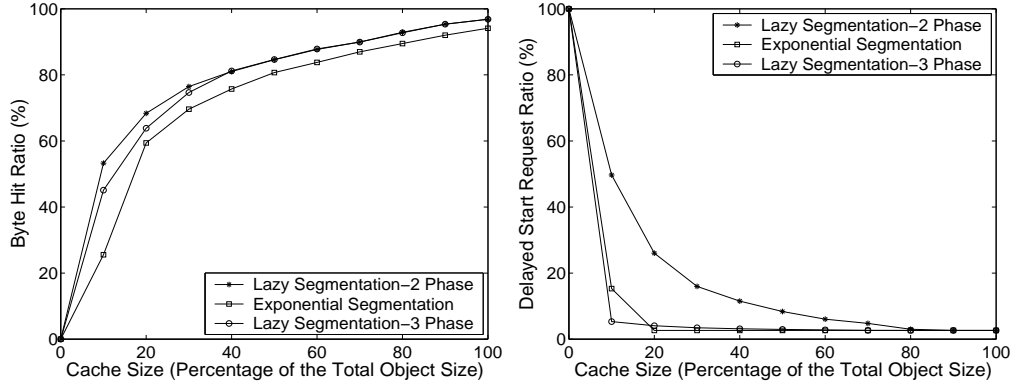 100
80
60
40
20
0
Byte Hit Ratio (%)
Lazy Segmentation−2 Phase
Exponential Segmentation
Lazy Segmentation−3 Phase
0 20 40 60 80 100
Cache Size (Percentage of the Total Object Size)
100
80
60
40
20
0
Delayed Start Request Ratio (%)
Lazy Segmentation−2 Phase
Exponential Segmentation
Lazy Segmentation−3 Phase
0 20 40 60 80 100
Cache Size (Percentage of the Total Object Size)